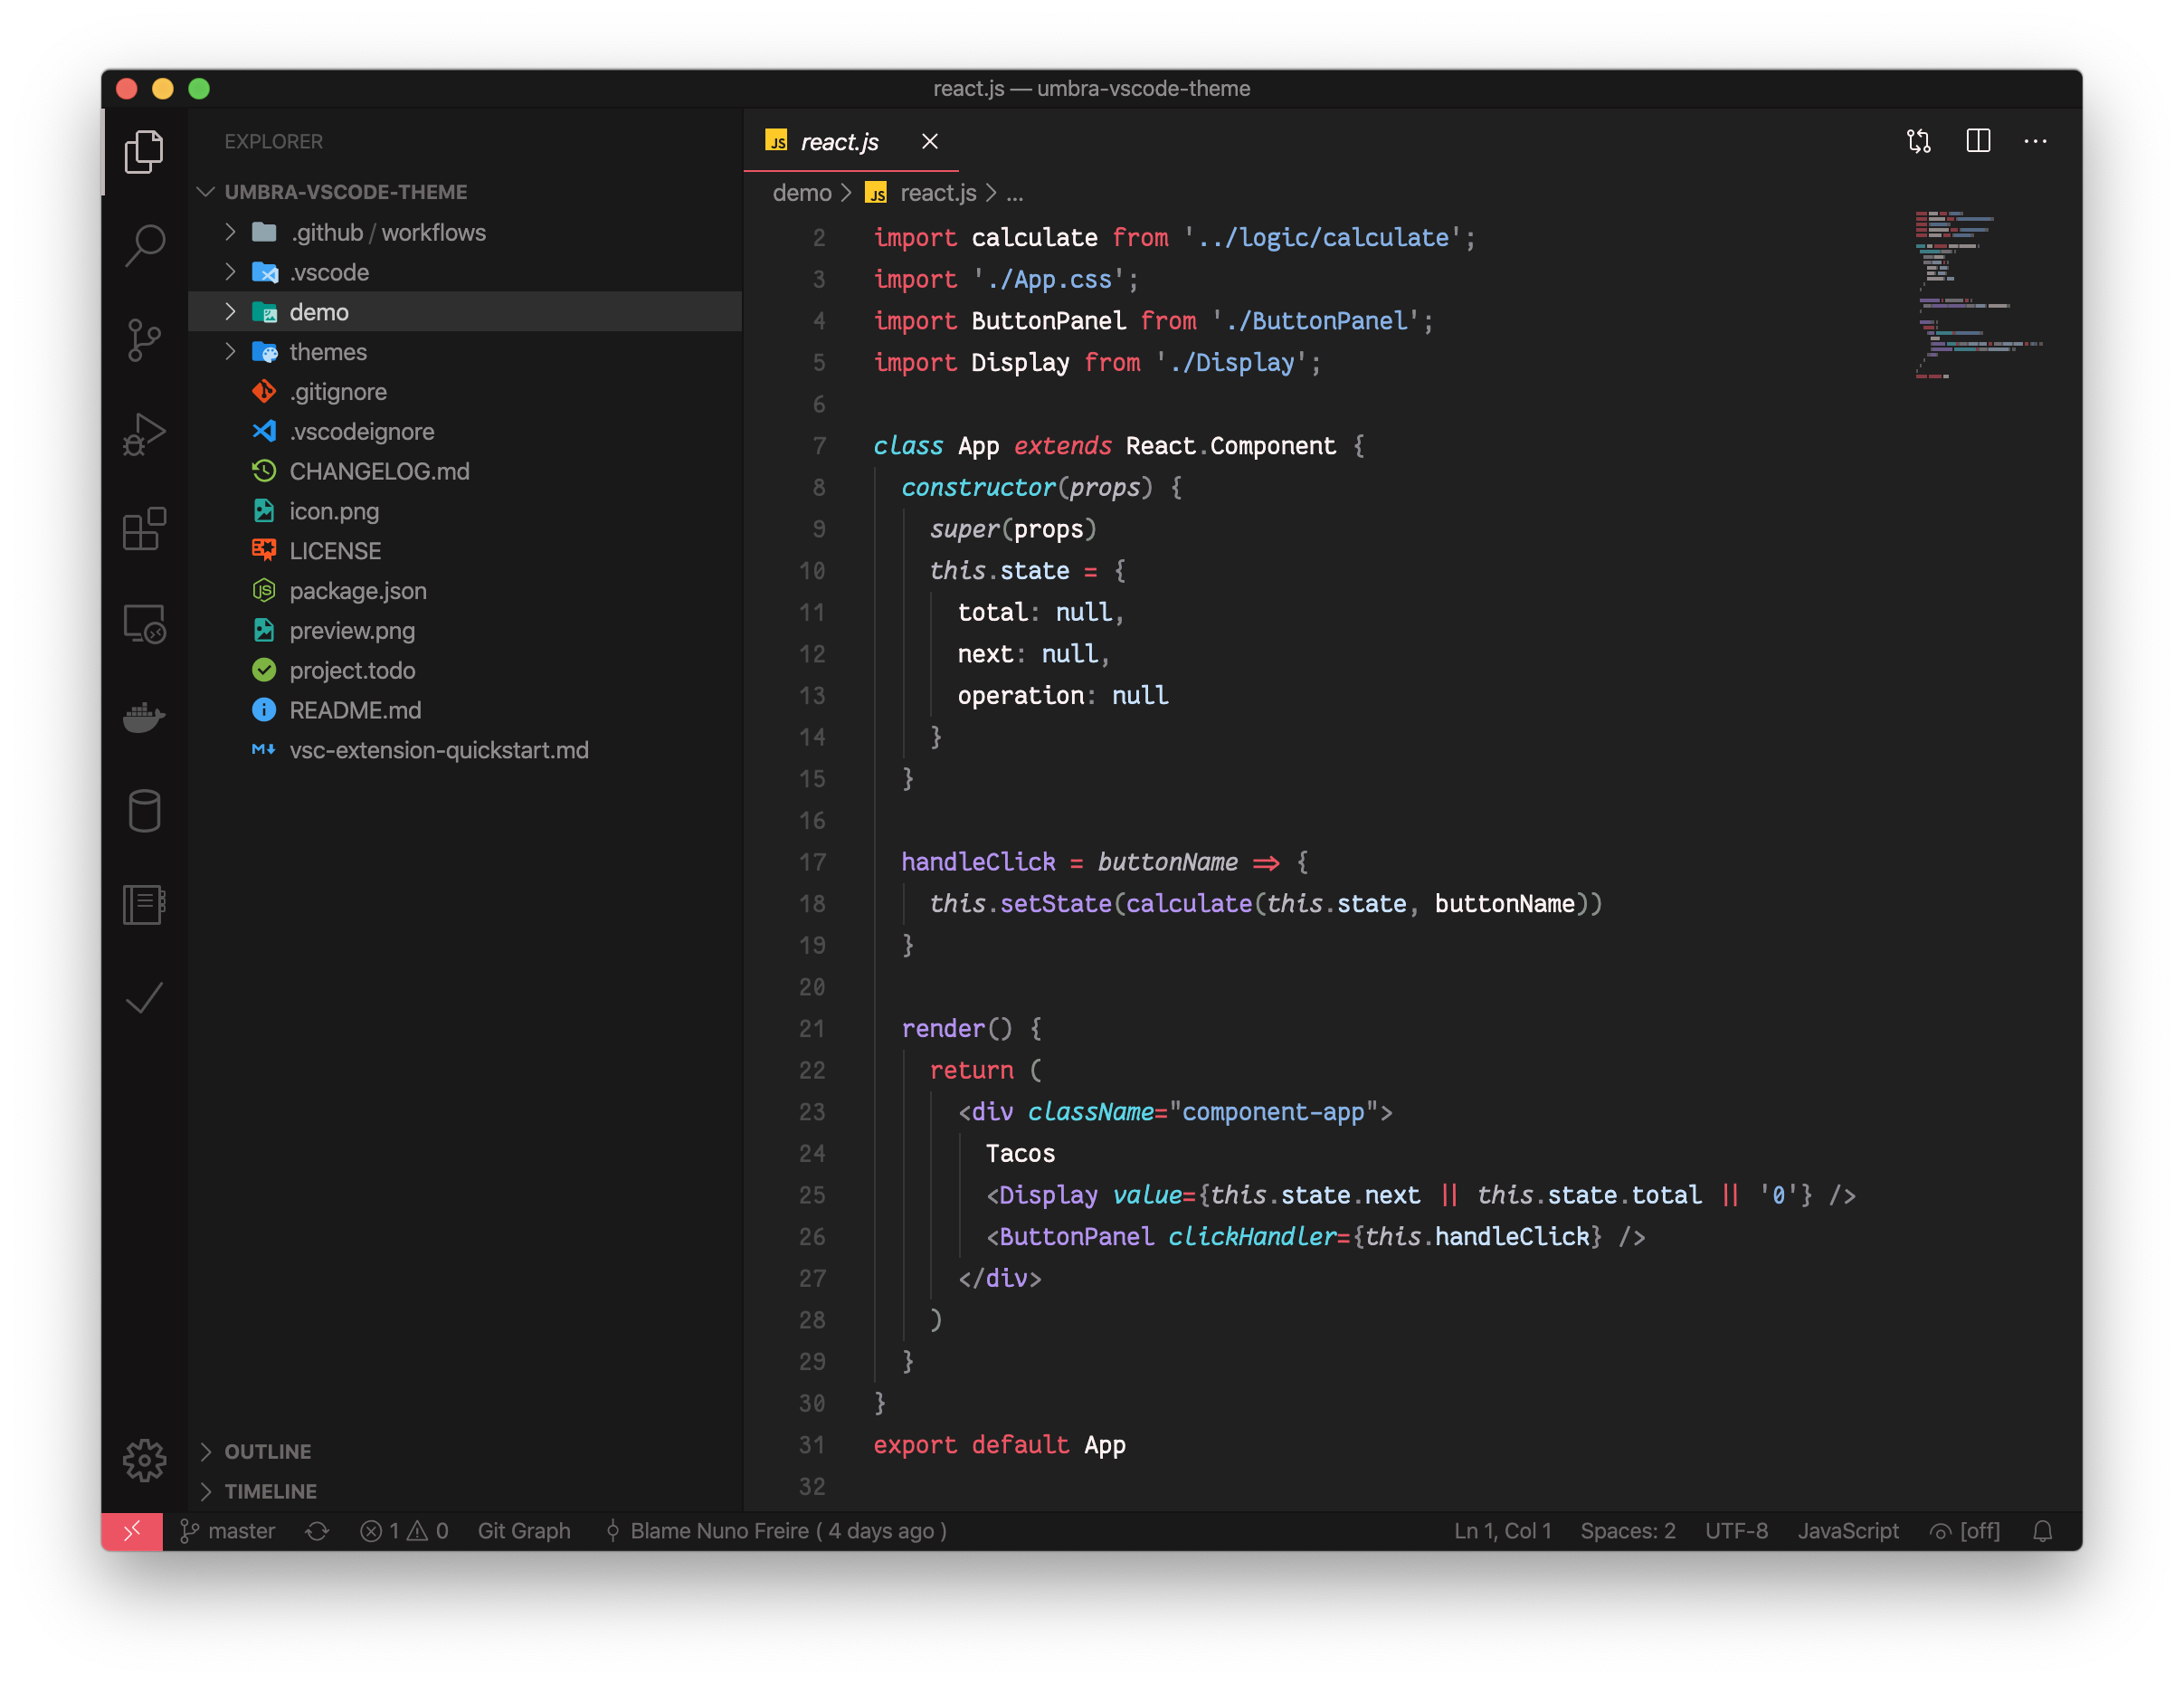 react.js — umbra-vscode-theme
EXPLORER
UMBRA-VSCODE-THEME
.github / workflows
.vscode
demo
themes
.gitignore
.vscodeignore
CHANGELOG.md
icon.png
LICENSE
package.json
preview.png
project.todo
README.md
vsc-extension-quickstart.md
OUTLINE
TIMELINE
JS react.js
demo > JS react.js > ...
2 import calculate from '../logic/calculate';
3 import './App.css';
4 import ButtonPanel from './ButtonPanel';
5 import Display from './Display';
6
7 class App extends React.Component {
8 constructor(props) {
9 super(props)
10 this.state = {
11 total: null,
12 next: null,
13 operation: null
14 }
15 }
16
17 handleClick = buttonName => {
18 this.setState(calculate(this.state, buttonName))
19 }
20
21 render() {
22 return (
23 <div className="component-app">
24 Tacos
25 <Display value={this.state.next || this.state.total || '0'} />
26 <ButtonPanel clickHandler={this.handleClick} />
27 </div>
28 )
29 }
30 }
31 export default App
32
master 1 0 Git Graph Blame Nuno Freire ( 4 days ago ) Ln 1, Col 1 Spaces: 2 UTF-8 JavaScript [off]